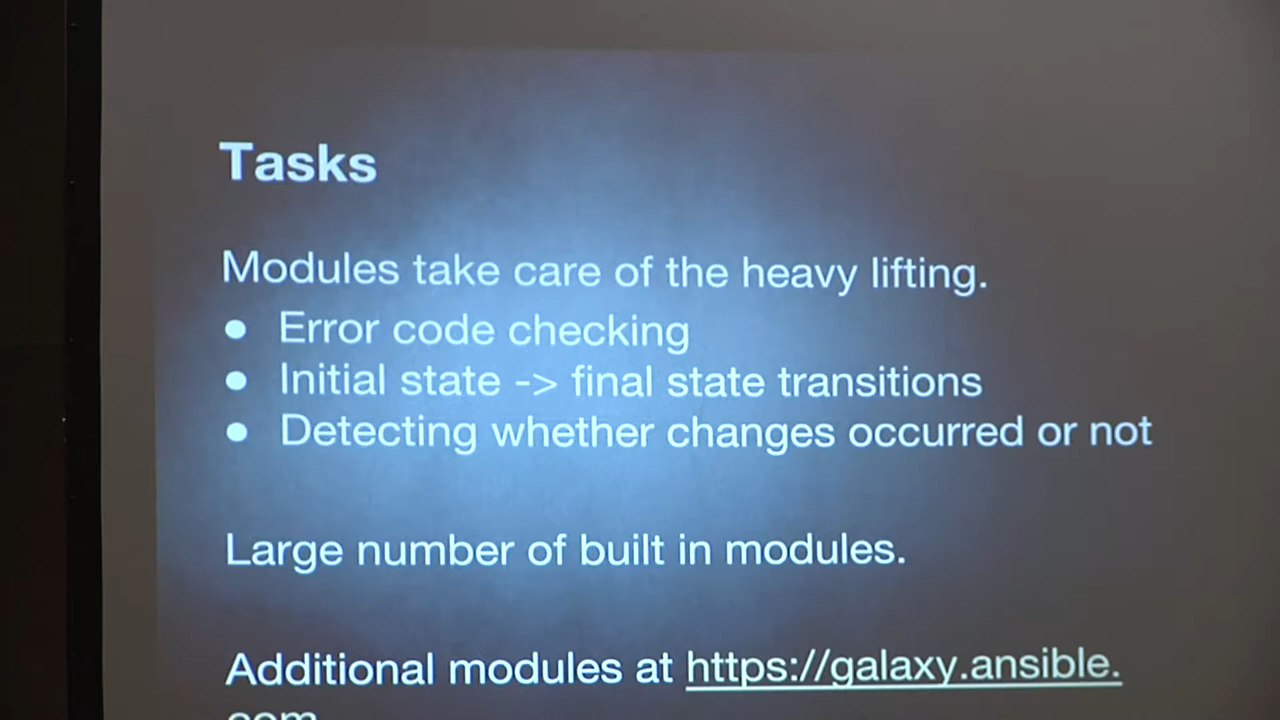 Tasks
Modules take care of the heavy lifting.
● Error code checking
● Initial state -> final state transitions
● Detecting whether changes occurred or not
Large number of built in modules.
Additional modules at https://galaxy.ansible.
com